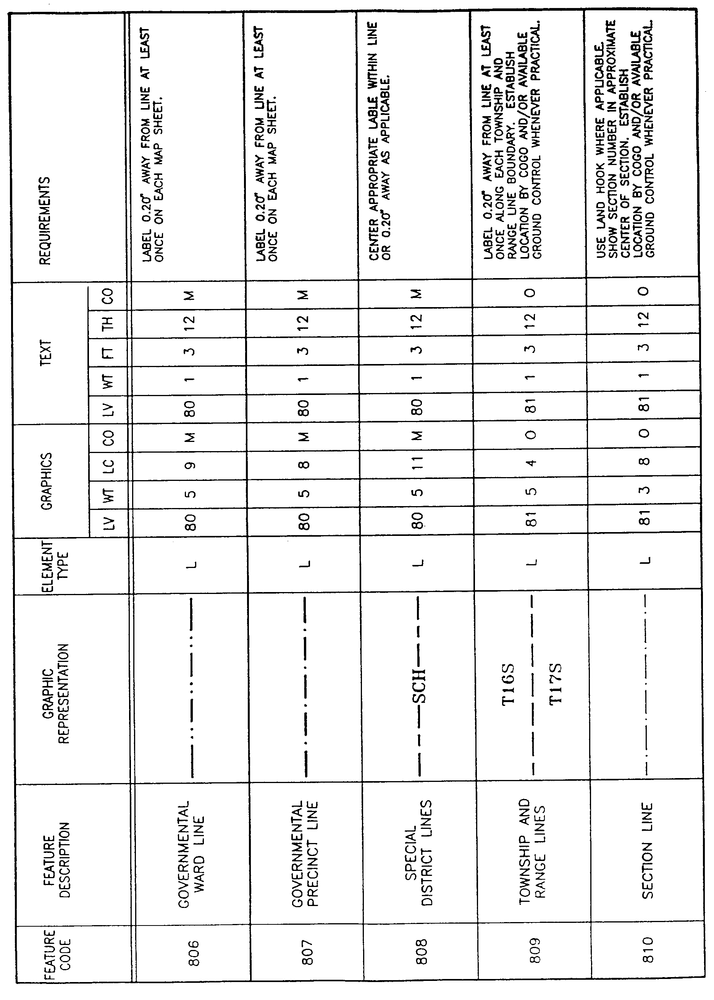 FEATURE CODE
FEATURE DESCRIPTION
GRAPHIC REPRESENTATION
ELEMENT TYPE
GRAPHICS
TEXT
REQUIREMENTS
LV WT LC CO LV WT FT TH CO
806
GOVERNMENTAL
WARD LINE
L 80 5 9 M 80 1 3 12 M
LABEL 0.20" AWAY FROM LINE AT LEAST
ONCE ON EACH MAP SHEET.
807
GOVERNMENTAL
PRECINCT LINE
L 80 5 8 M 80 1 3 12 M
LABEL 0.20" AWAY FROM LINE AT LEAST
ONCE ON EACH MAP SHEET.
808
SPECIAL
DISTRICT LINES
SCH
L 80 5 11 M 80 1 3 12 M
CENTER APPROPRIATE LABLE WITHIN LINE
OR 0.20" AWAY AS APPLICABLE.
809
TOWNSHIP AND
RANGE LINES
T16S
T17S
L 81 5 4 O 81 1 3 12 O
LABEL 0.20" AWAY FROM LINE AT LEAST
ONCE ALONG EACH TOWNSHIP AND
RANGE LINE BOUNDARY. ESTABLISH
LOCATION BY COGO AND/OR AVAILABLE
GROUND CONTROL WHENEVER PRACTICAL.
810
SECTION LINE
L 81 3 8 O 81 1 3 12 O
USE LAND HOOK WHERE APPLICABLE.
SHOW SECTION NUMBER IN APPROXIMATE
CENTER OF SECTION. ESTABLISH
LOCATION BY COGO AND/OR AVAILABLE
GROUND CONTROL WHENEVER PRACTICAL.